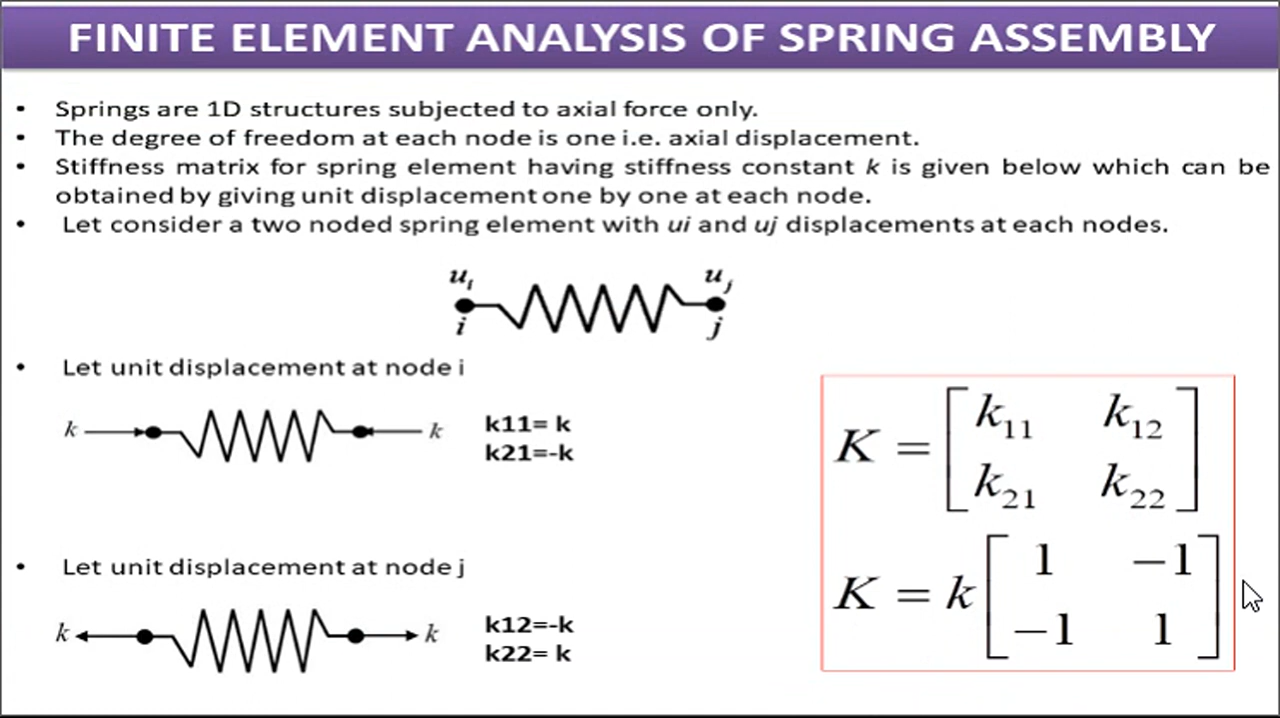 FINITE ELEMENT ANALYSIS OF SPRING ASSEMBLY
• Springs are 1D structures subjected to axial force only.
• The degree of freedom at each node is one i.e. axial displacement.
• Stiffness matrix for spring element having stiffness constant k is given below which can be
obtained by giving unit displacement one by one at each node.
• Let consider a two noded spring element with ui and uj displacements at each nodes.
u_i u_j
i j
• Let unit displacement at node i
k k
k11= k
k21=-k
K = [ k_11 k_12
k_21 k_22 ]
• Let unit displacement at node j
k k
k12=-k
k22= k
K = k [ 1 −1
−1 1 ]